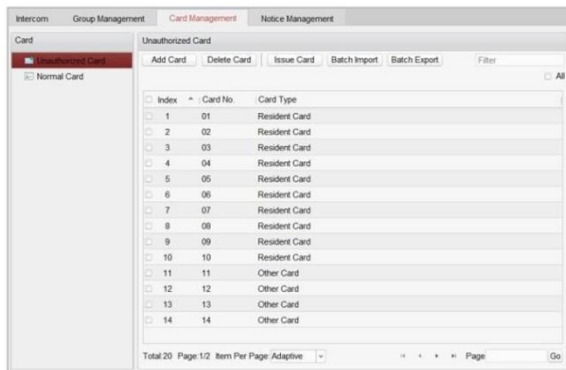 Intercom Group Management Card Management Notice Management
Card Unauthorized Card
Unauthorized Card Add Card Delete Card Issue Card Batch Import Batch Export Filter
Normal Card All
Index Card No. Card Type
1 01 Resident Card
2 02 Resident Card
3 03 Resident Card
4 04 Resident Card
5 05 Resident Card
6 06 Resident Card
7 07 Resident Card
8 08 Resident Card
9 09 Resident Card
10 10 Resident Card
11 11 Other Card
12 12 Other Card
13 13 Other Card
14 14 Other Card
Total:20 Page:1/2 Item Per Page: Adaptive Page Go